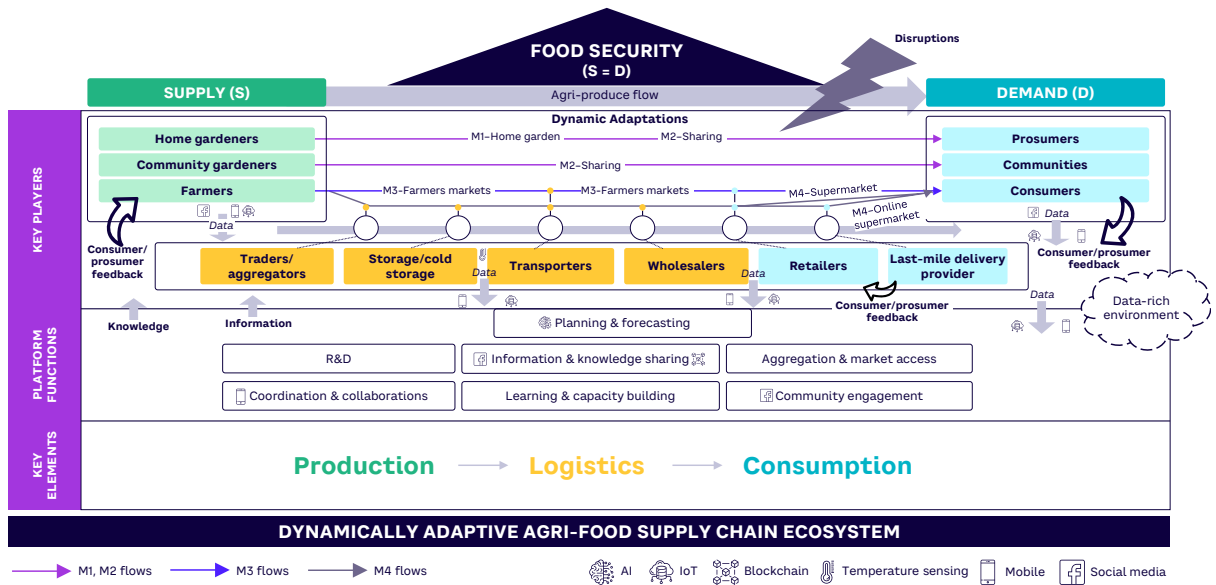 FOOD SECURITY
(S = D)
Disruptions
SUPPLY (S)
Agri-produce flow
DEMAND (D)
Dynamic Adaptations
KEY PLAYERS
Home gardeners
M1–Home garden
M2–Sharing
Prosumers
Community gardeners
M2–Sharing
Communities
Farmers
M3–Farmers markets
M3–Farmers markets
M4–Supermarket
Consumers
M4–Online
supermarket
Data
Data
Consumer/
prosumer
feedback
Consumer/prosumer
feedback
Traders/
aggregators
Storage/cold
storage
Data
Transporters
Wholesalers
Data
Retailers
Last-mile delivery
provider
Consumer/prosumer
feedback
Data
Data-rich
environment
Knowledge
Information
PLATFORM
FUNCTIONS
Planning & forecasting
R&D
Information & knowledge sharing
Aggregation & market access
Coordination & collaborations
Learning & capacity building
Community engagement
KEY
ELEMENTS
Production
Logistics
Consumption
DYNAMICALLY ADAPTIVE AGRI-FOOD SUPPLY CHAIN ECOSYSTEM
M1, M2 flows
M3 flows
M4 flows
AI
IoT
Blockchain
Temperature sensing
Mobile
Social media